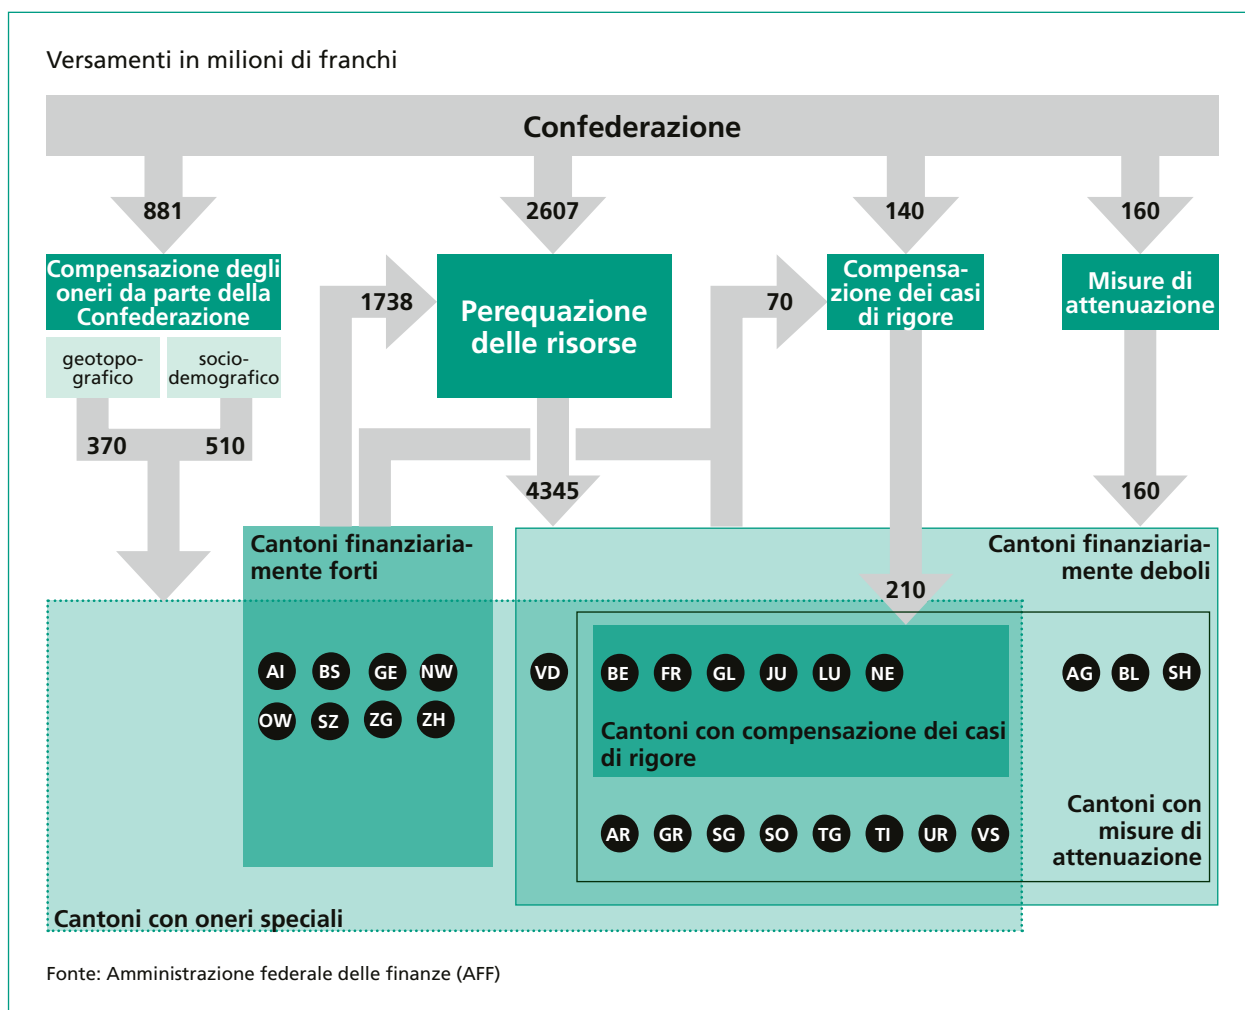 Versamenti in milioni di franchi
Confederazione
881
2607
140
160
Compensazione degli
oneri da parte della
Confederazione
1738
Perequazione
delle risorse
70
Compensa-
zione dei casi
di rigore
Misure di
attenuazione
geotopo-
grafico
socio-
demografico
370
510
4345
160
Cantoni finanziaria-
mente forti
Cantoni finanziaria-
mente deboli
210
AI
BS
GE
NW
VD
BE
FR
GL
JU
LU
NE
AG
BL
SH
OW
SZ
ZG
ZH
Cantoni con compensazione dei casi
di rigore
AR
GR
SG
SO
TG
TI
UR
VS
Cantoni con
misure di
attenuazione
Cantoni con oneri speciali
Fonte: Amministrazione federale delle finanze (AFF)